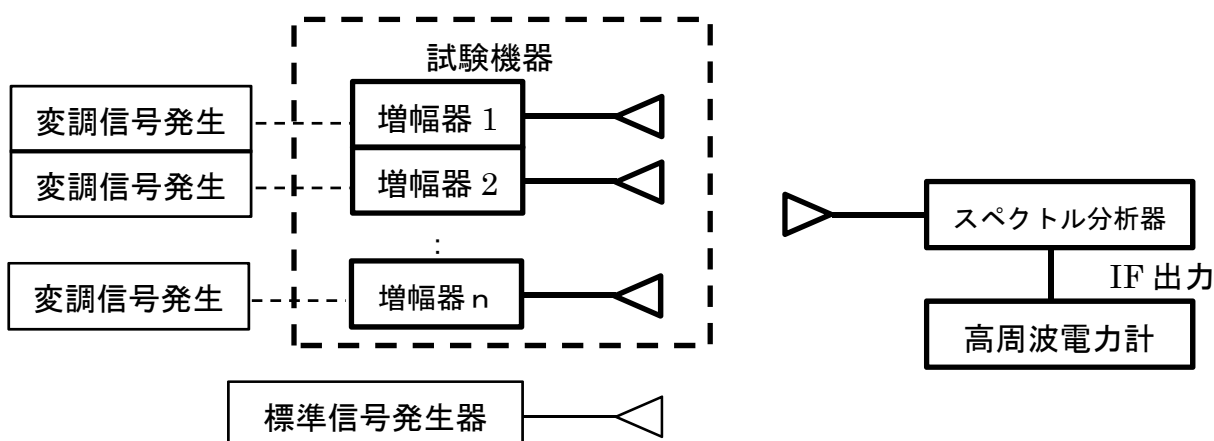 試験機器
変調信号発生
増幅器 1
変調信号発生
増幅器 2
:
変調信号発生
増幅器 n
標準信号発生器
スペクトル分析器
IF 出力
高周波電力計